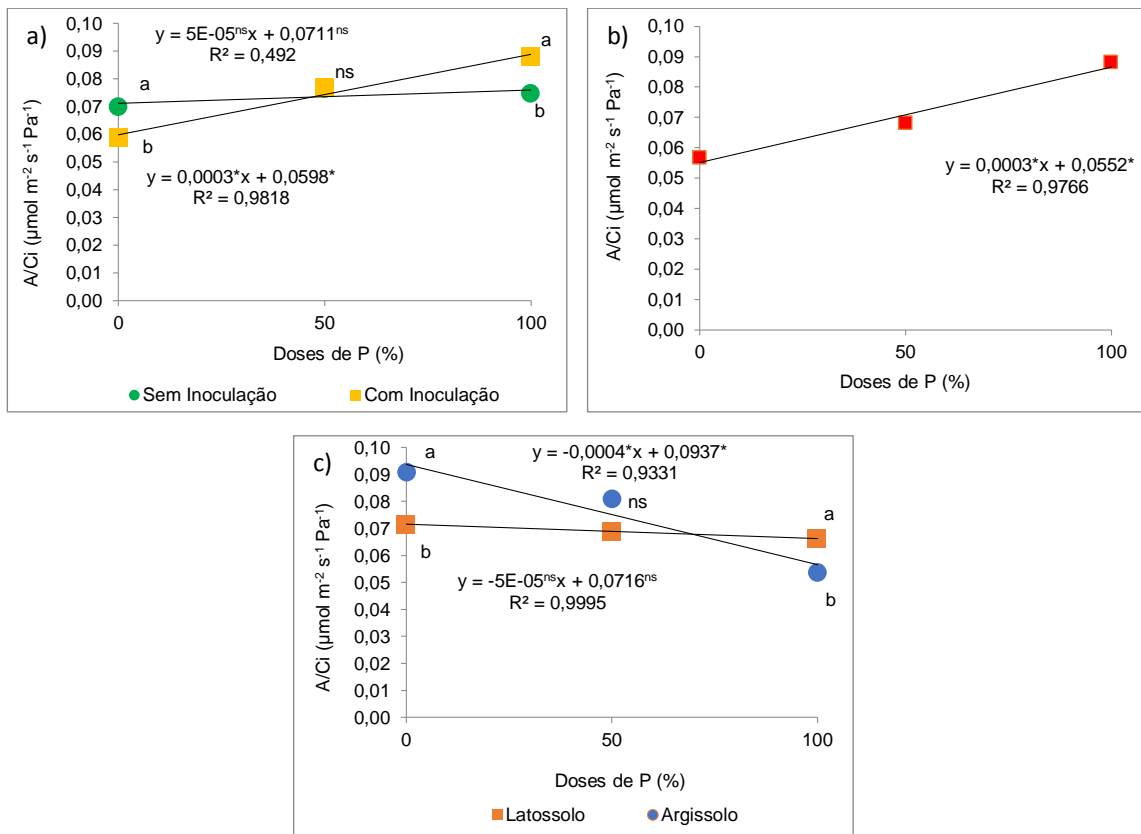 a)
y = 5E-05ⁿˢx + 0,0711ⁿˢ
R² = 0,492
0,10
0,09
0,08
0,07
0,06
0,05
0,04
0,03
0,02
0,01
0,00
A/Ci (µmol m⁻² s⁻¹ Pa⁻¹)
a
b
ns
a
b
y = 0,0003*x + 0,0598*
R² = 0,9818
0
50
100
Doses de P (%)
Sem Inoculação
Com Inoculação
b)
0,10
0,09
0,08
0,07
0,06
0,05
0,04
0,03
0,02
0,01
0,00
A/Ci (µmol m⁻² s⁻¹ Pa⁻¹)
y = 0,0003*x + 0,0552*
R² = 0,9766
0
50
100
Doses de P (%)
c)
0,10
0,09
0,08
0,07
0,06
0,05
0,04
0,03
0,02
0,01
0,00
A/Ci (µmol m⁻² s⁻¹ Pa⁻¹)
a
y = -0,0004*x + 0,0937*
R² = 0,9331
ns
a
b
y = -5E-05ⁿˢx + 0,0716ⁿˢ
R² = 0,9995
b
0
50
100
Doses de P (%)
Latossolo
Argissolo